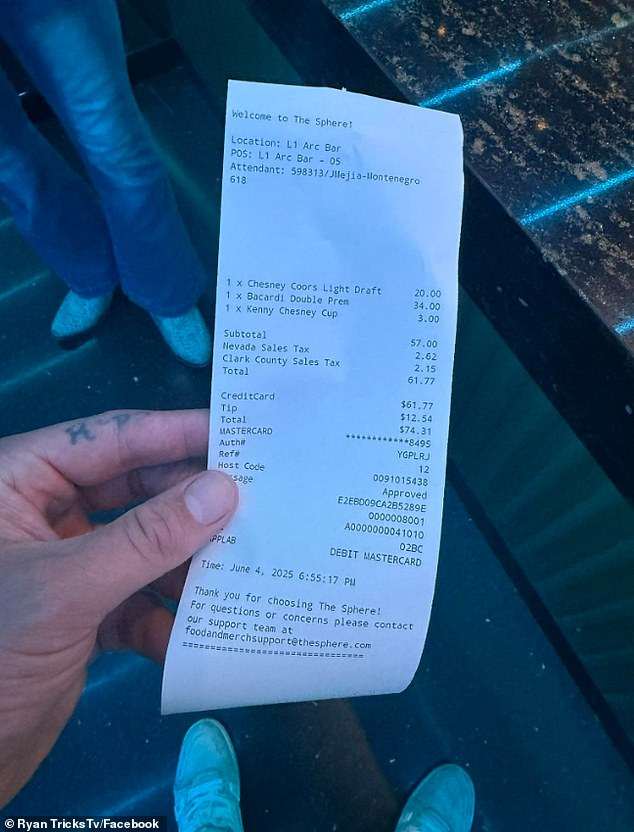 Welcome to The Sphere!
Location: L1 Arc Bar
POS: L1 Arc Bar - 05
Attendant: 598313/JMejia-Montenegro
618
1 x Chesney Coors Light Draft 20.00
1 x Bacardi Double Prem 34.00
1 x Kenny Chesney Cup 3.00
Subtotal 57.00
Nevada Sales Tax 2.62
Clark County Sales Tax 2.15
Total 61.77
CreditCard $61.77
Tip $12.54
Total $74.31
MASTERCARD ************8495
Auth# YGPLRJ
Ref# 12
Host Code 0091015438
ssage Approved
E2EBD09CA2B5289E
0000008001
A0000000041010
02BC
APPLAB DEBIT MASTERCARD
Time: June 4, 2025 6:55:17 PM
Thank you for choosing The Sphere!
For questions or concerns please contact
our support team at
foodandmerchsupport@thesphere.com
================================
© Ryan TricksTv/Facebook